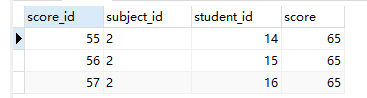 score_id subject_id student_id score
55 2 14 65
56 2 15 65
57 2 16 65